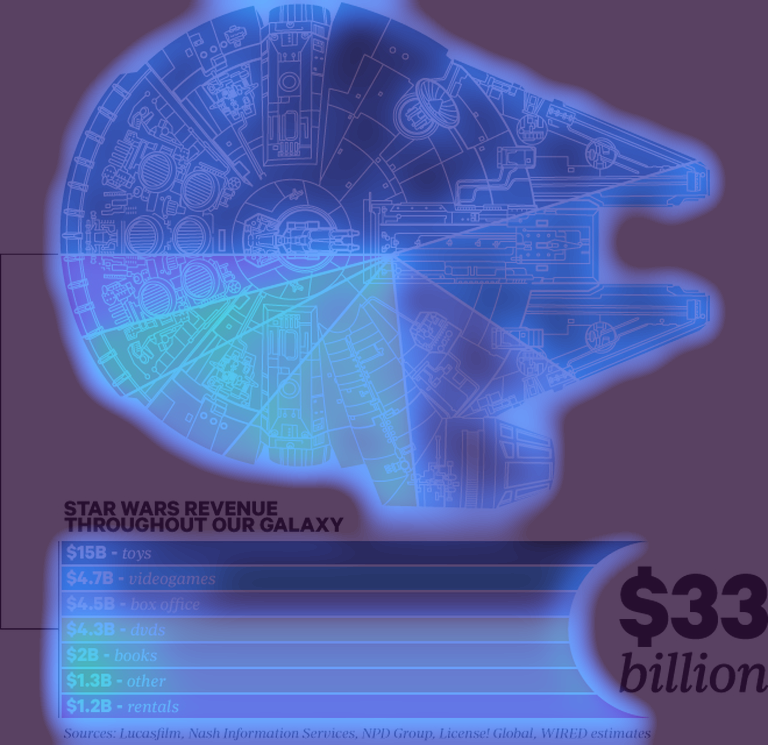 STAR WARS REVENUE
THROUGHOUT OUR GALAXY
$15B - toys
$4.7B - videogames
$4.5B - box office
$4.3B - dvds
$2B - books
$1.3B - other
$1.2B - rentals
$33
billion
Sources: Lucasfilm, Nash Information Services, NPD Group, License! Global, WIRED estimates